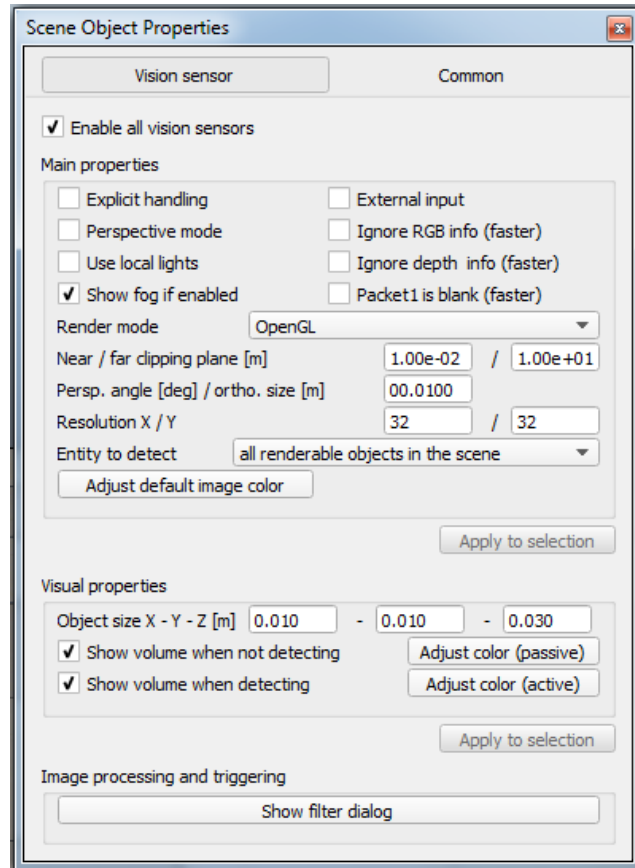 Scene Object Properties
Vision sensor Common
Enable all vision sensors
Main properties
Explicit handling External input
Perspective mode Ignore RGB info (faster)
Use local lights Ignore depth info (faster)
Show fog if enabled Packet1 is blank (faster)
Render mode OpenGL
Near / far clipping plane [m] 1.00e-02 / 1.00e+01
Persp. angle [deg] / ortho. size [m] 00.0100
Resolution X / Y 32 / 32
Entity to detect all renderable objects in the scene
Adjust default image color
Apply to selection
Visual properties
Object size X - Y - Z [m] 0.010 - 0.010 - 0.030
Show volume when not detecting Adjust color (passive)
Show volume when detecting Adjust color (active)
Apply to selection
Image processing and triggering
Show filter dialog